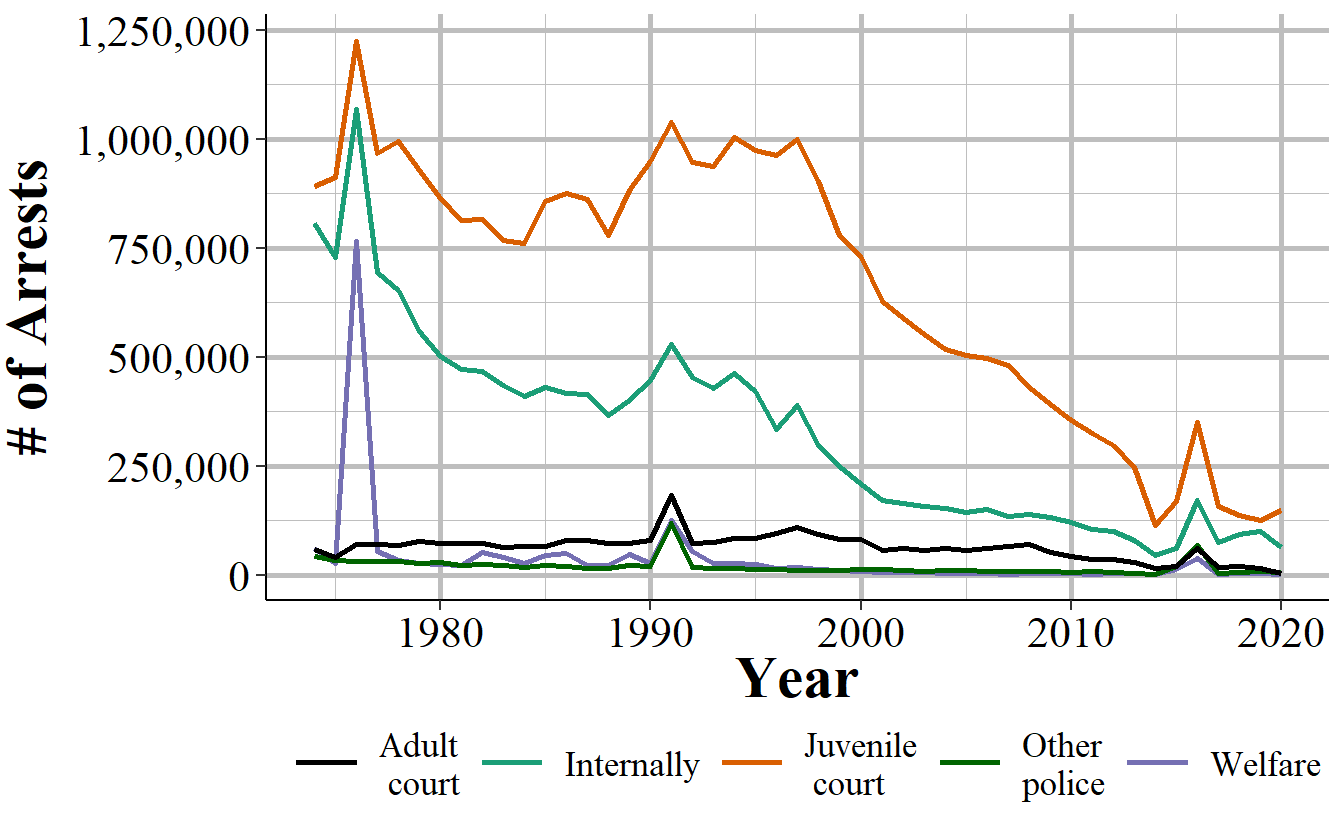 # of Arrests
1,250,000
1,000,000
750,000
500,000
250,000
0
1980 1990 2000 2010 2020
Year
Adult court
Internally
Juvenile court
Other police
Welfare